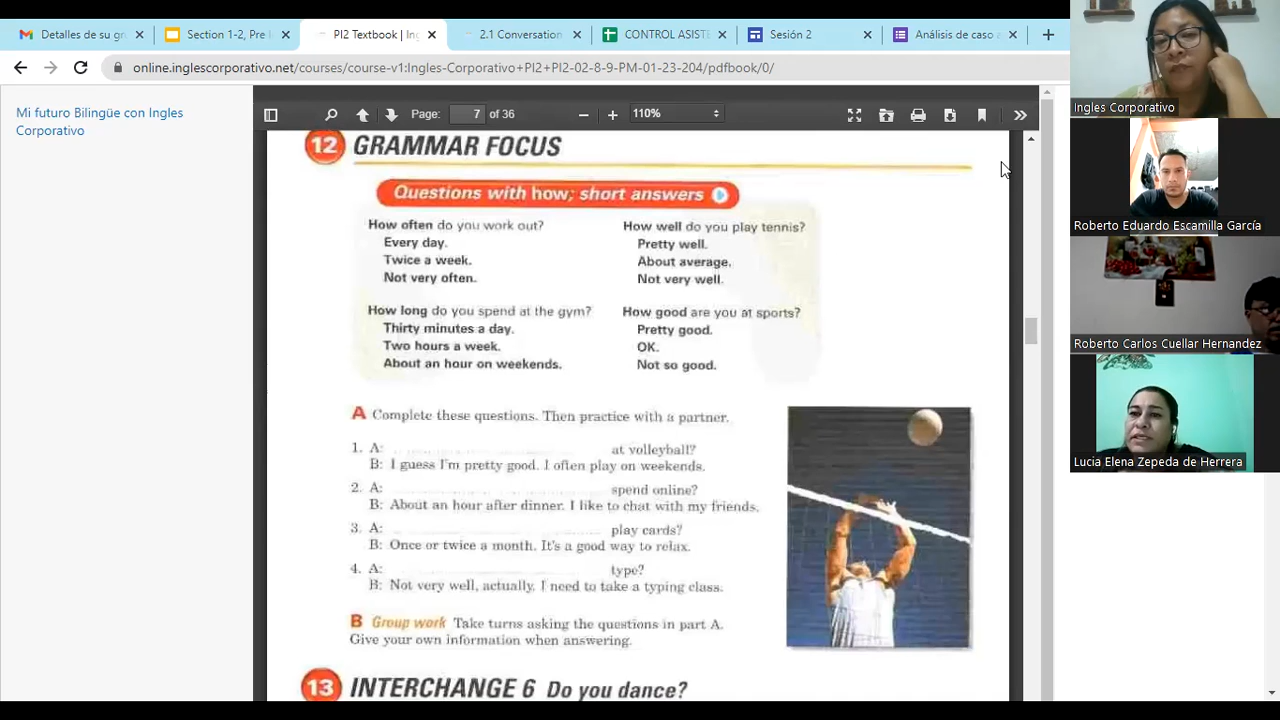 Detalles de su gr
Section 1-2, Pre I
PI2 Textbook | Ing
2.1 Conversation
CONTROL ASISTE
Sesión 2
Análisis de caso a
online.inglescorporativo.net/courses/course-v1:Ingles-Corporativo+PI2+PI2-02-8-9-PM-01-23-204/pdfbook/0/
Mi futuro Bilingüe con Ingles
Corporativo
Page: 7 of 36
110%
12 GRAMMAR FOCUS
Questions with how; short answers
How often do you work out?
Every day.
Twice a week.
Not very often.
How well do you play tennis?
Pretty well.
About average.
Not very well.
How long do you spend at the gym?
Thirty minutes a day.
Two hours a week.
About an hour on weekends.
How good are you at sports?
Pretty good.
OK.
Not so good.
A Complete these questions. Then practice with a partner.
1. A: at volleyball?
B: I guess I'm pretty good. I often play on weekends.
2. A: spend online?
B: About an hour after dinner. I like to chat with my friends.
3. A: play cards?
B: Once or twice a month. It's a good way to relax.
4. A: type?
B: Not very well, actually. I need to take a typing class.
B Group work Take turns asking the questions in part A.
Give your own information when answering.
13 INTERCHANGE 6 Do you dance?
Ingles Corporativo
Roberto Eduardo Escamilla García
Roberto Carlos Cuellar Hernandez
Lucia Elena Zepeda de Herrera